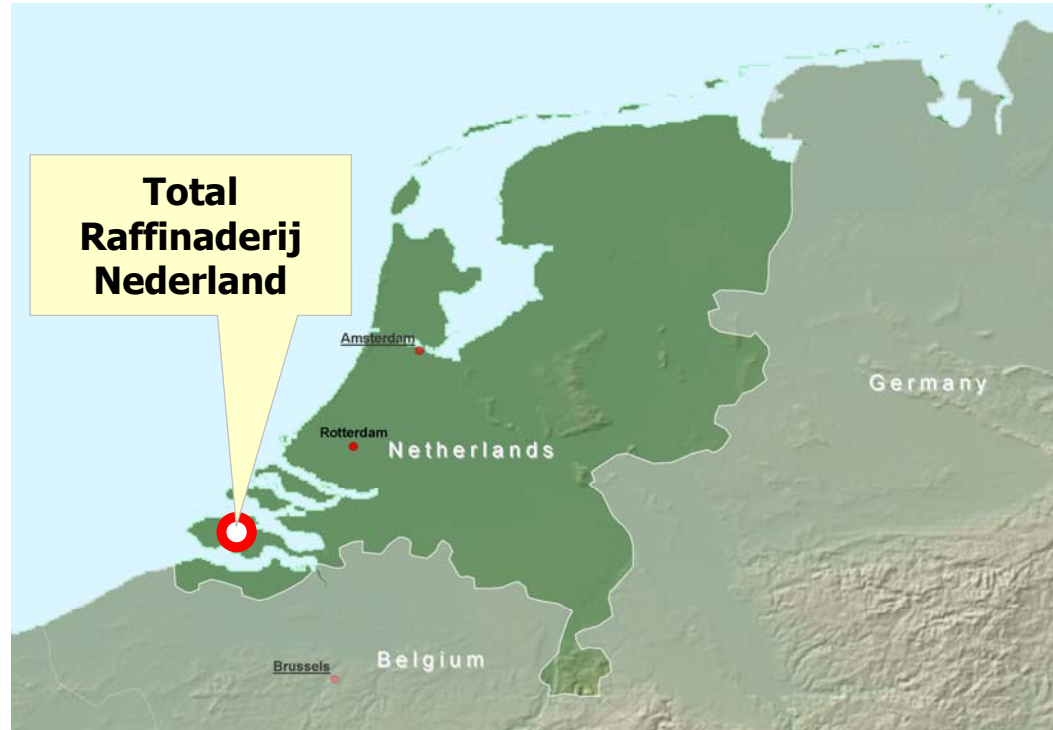 Total
Raffinaderij
Nederland
Amsterdam
Germany
Rotterdam
Netherlands
Belgium
Brussels